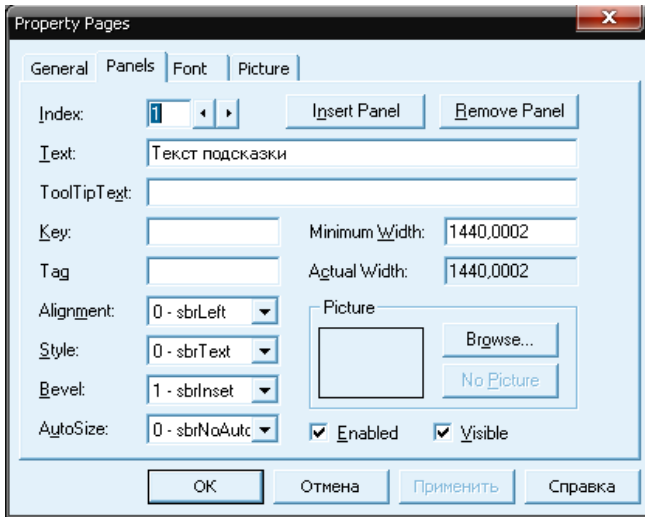 Property Pages
General Panels Font Picture
Index: 1 Insert Panel Remove Panel
Text: Текст подсказки
ToolTipText:
Key: Minimum Width: 1440,0002
Tag Actual Width: 1440,0002
Alignment: 0 - sbrLeft Picture
Style: 0 - sbrText Browse...
Bevel: 1 - sbrInset No Picture
AutoSize: 0 - sbrNoAuto Enabled Visible
OK Отмена Применить Справка